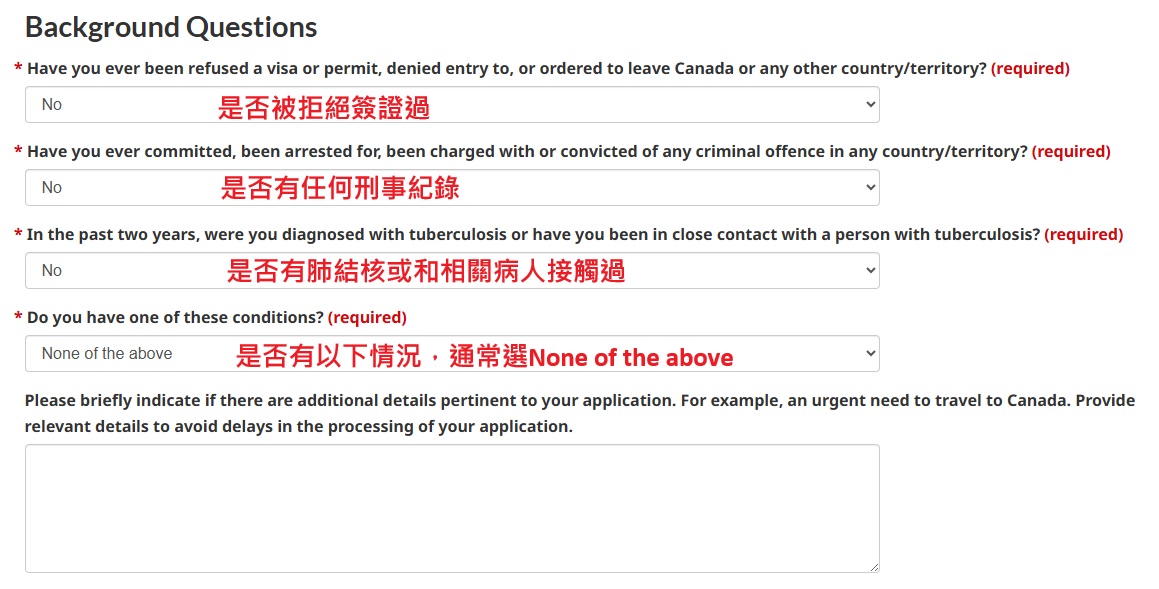 Background Questions
* Have you ever been refused a visa or permit, denied entry to, or ordered to leave Canada or any other country/territory? (required)
No 是否被拒絕簽證過
* Have you ever committed, been arrested for, been charged with or convicted of any criminal offence in any country/territory? (required)
No 是否有任何刑事紀錄
* In the past two years, were you diagnosed with tuberculosis or have you been in close contact with a person with tuberculosis? (required)
No 是否有肺結核或和相關病人接觸過
* Do you have one of these conditions? (required)
None of the above 是否有以下情況，通常選None of the above
Please briefly indicate if there are additional details pertinent to your application. For example, an urgent need to travel to Canada. Provide
relevant details to avoid delays in the processing of your application.